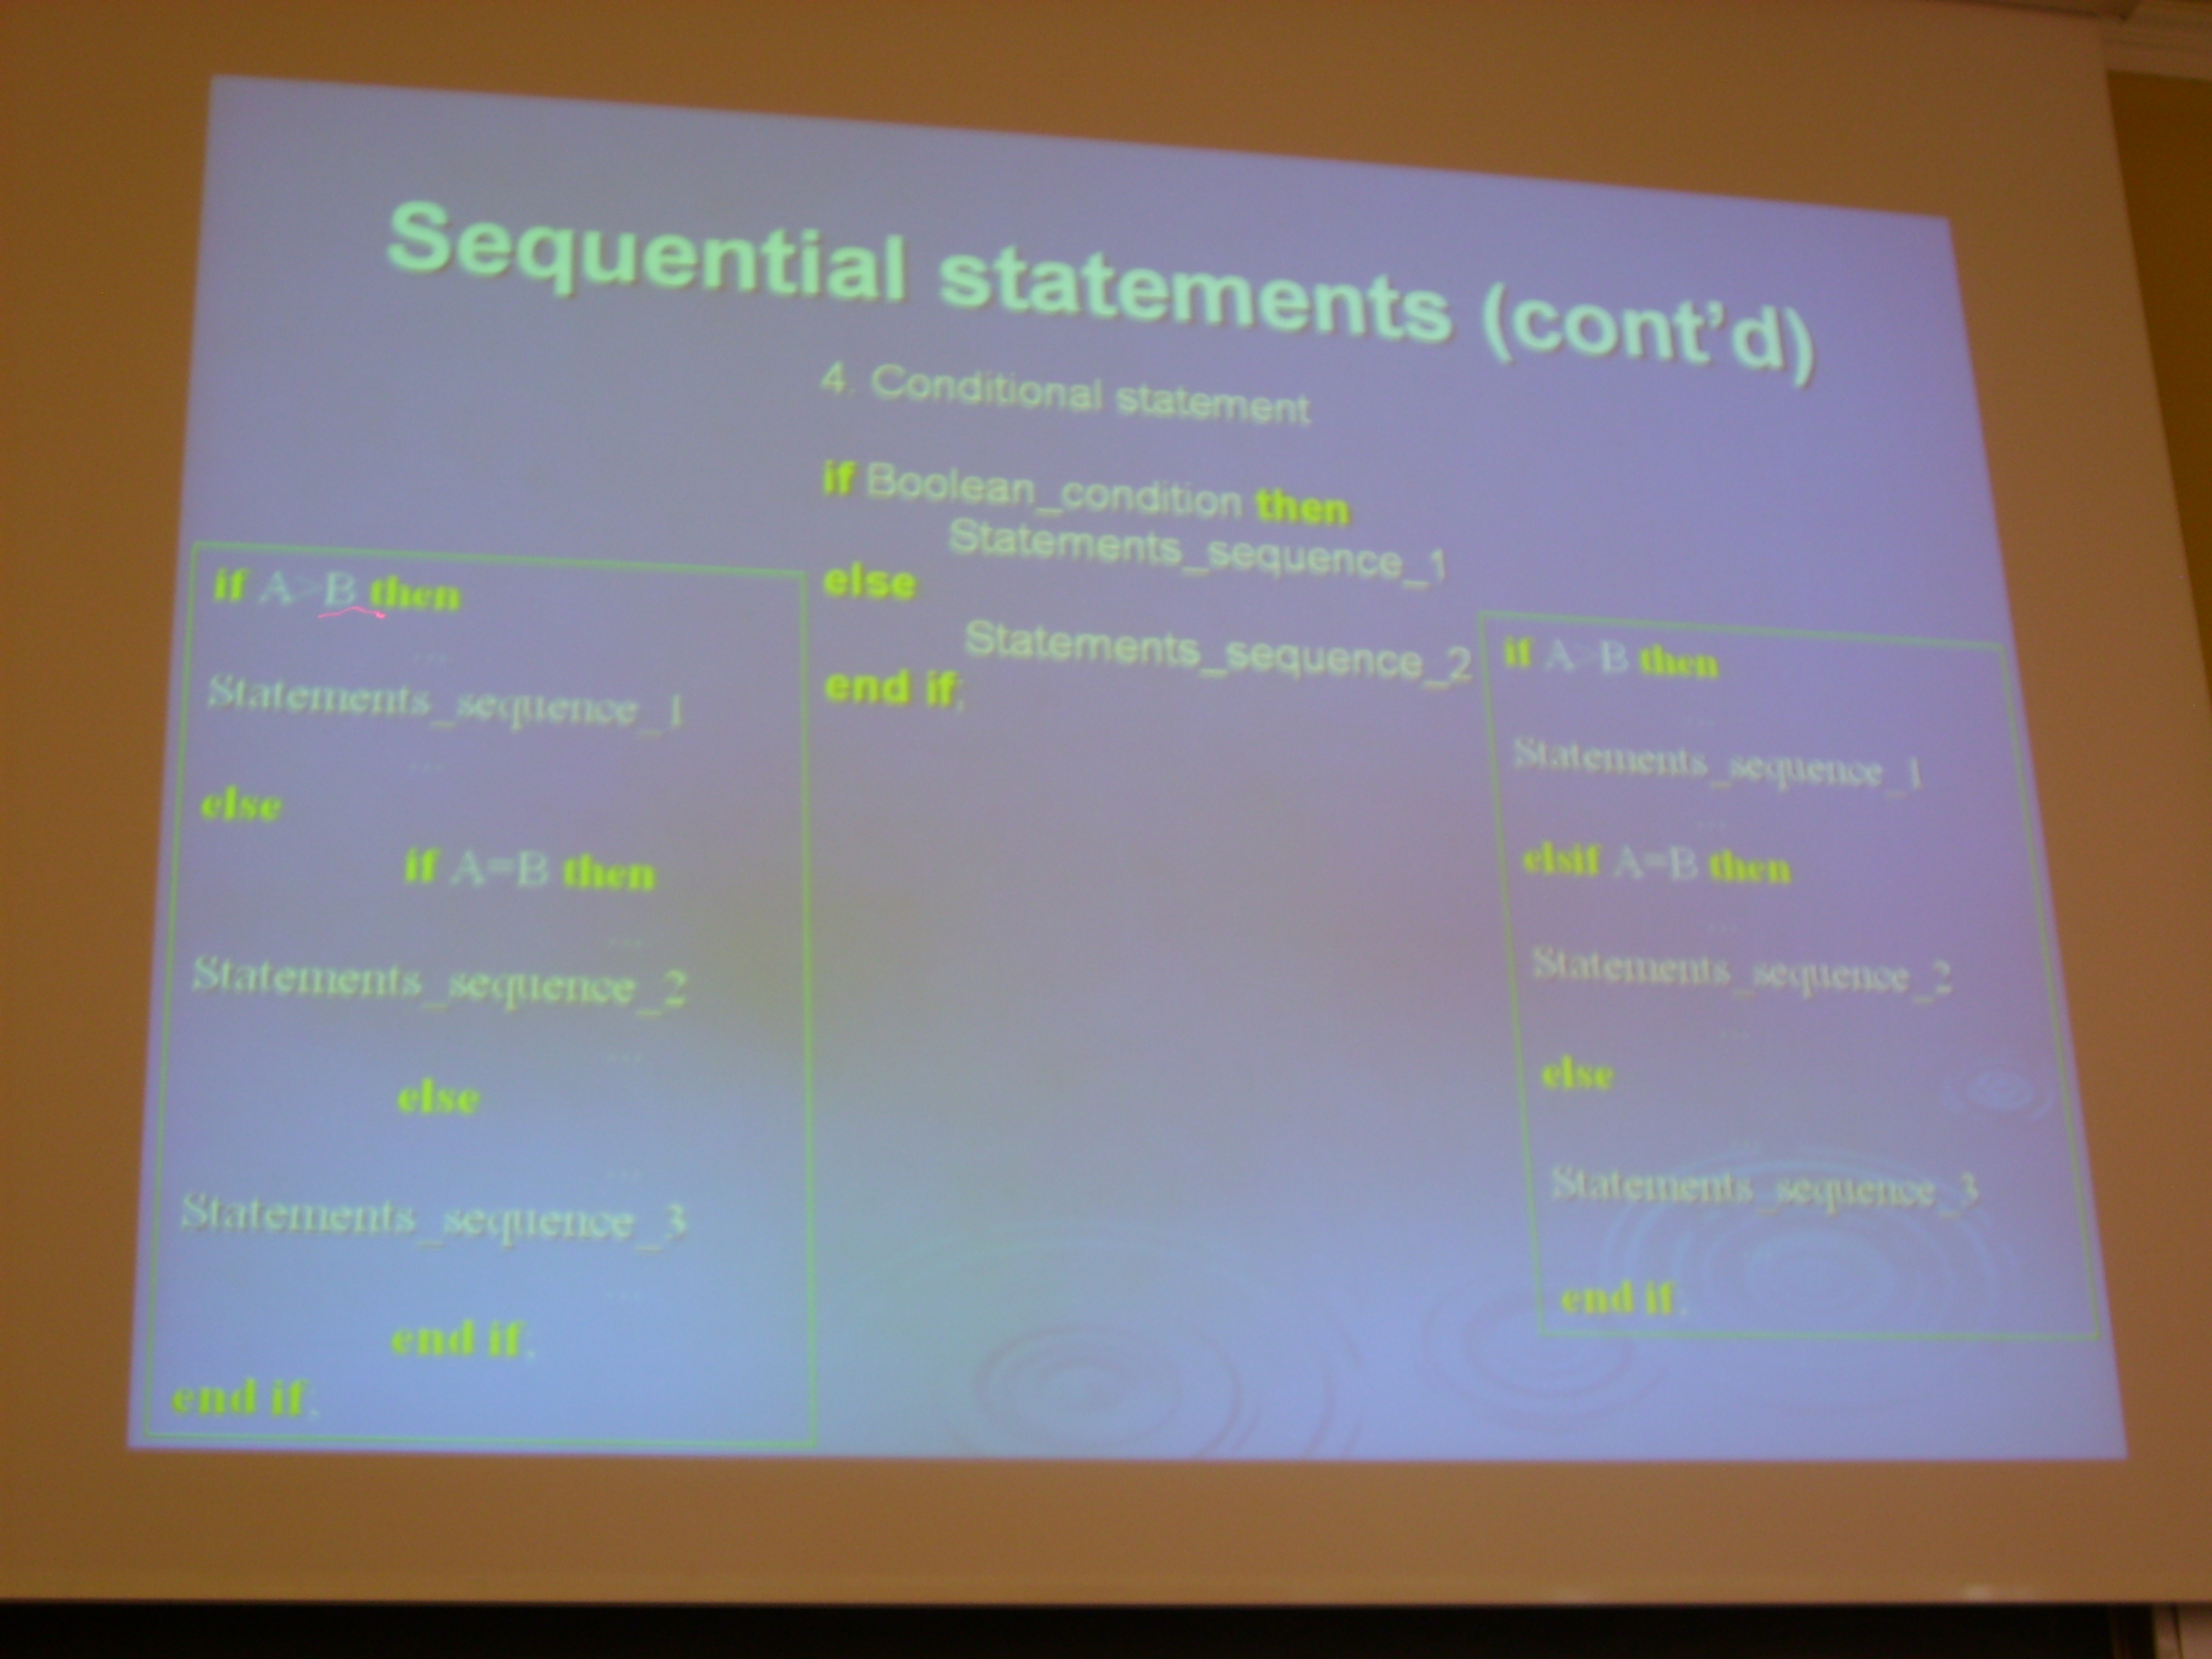 Sequential statements (cont'd)
4. Conditional statement
if Boolean_condition then
Statements_sequence_1
else
Statements_sequence_2
end if;
if A>B then
...
Statements_sequence_1
...
else
if A=B then
...
Statements_sequence_2
...
else
...
Statements_sequence_3
...
end if;
end if;
if A>B then
...
Statements_sequence_1
...
elsif A=B then
...
Statements_sequence_2
...
else
...
Statements_sequence_3
...
end if;